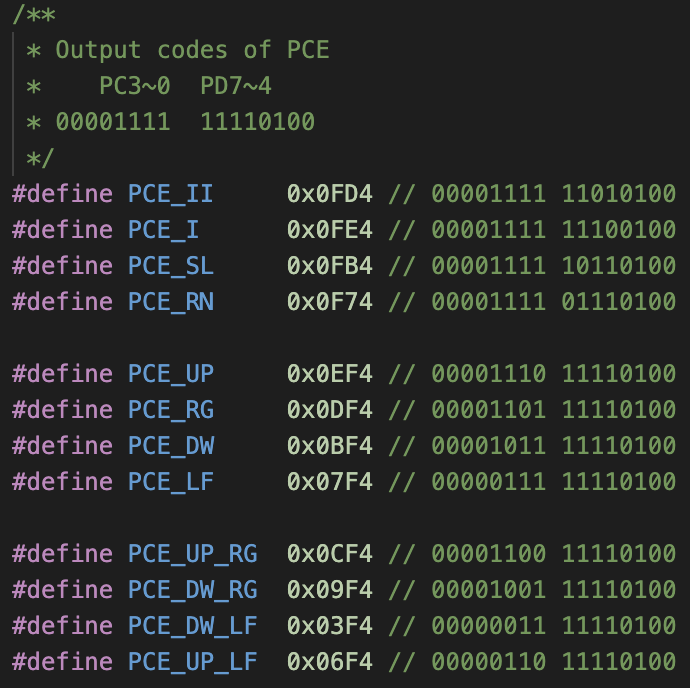 /**
 * Output codes of PCE
 *    PC3~0  PD7~4
 * 00001111  11110100
 */
#define PCE_II     0x0FD4 // 00001111 11010100
#define PCE_I      0x0FE4 // 00001111 11100100
#define PCE_SL     0x0FB4 // 00001111 10110100
#define PCE_RN     0x0F74 // 00001111 01110100

#define PCE_UP     0x0EF4 // 00001110 11110100
#define PCE_RG     0x0DF4 // 00001101 11110100
#define PCE_DW     0x0BF4 // 00001011 11110100
#define PCE_LF     0x07F4 // 00000111 11110100

#define PCE_UP_RG  0x0CF4 // 00001100 11110100
#define PCE_DW_RG  0x09F4 // 00001001 11110100
#define PCE_DW_LF  0x03F4 // 00000011 11110100
#define PCE_UP_LF  0x06F4 // 00000110 11110100